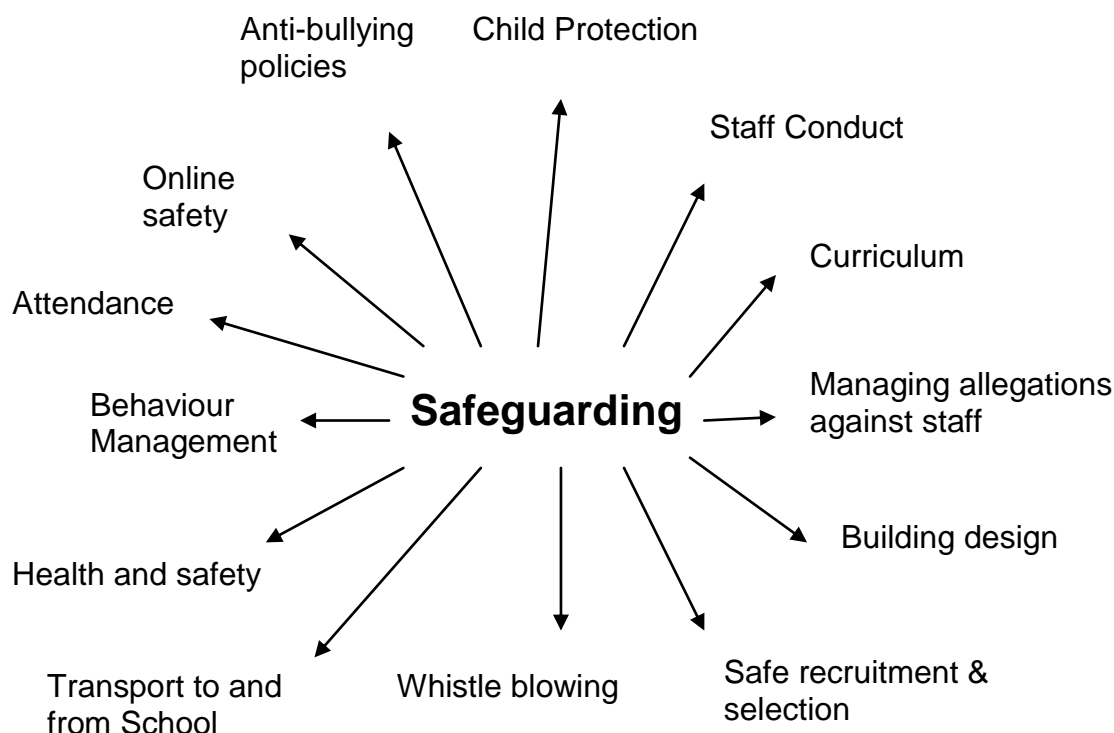 Anti-bullying
policies
Child Protection
Staff Conduct
Online
safety
Curriculum
Attendance
Managing allegations
against staff
Behaviour
Management
Safeguarding
Building design
Health and safety
Safe recruitment &
selection
Transport to and
from School
Whistle blowing